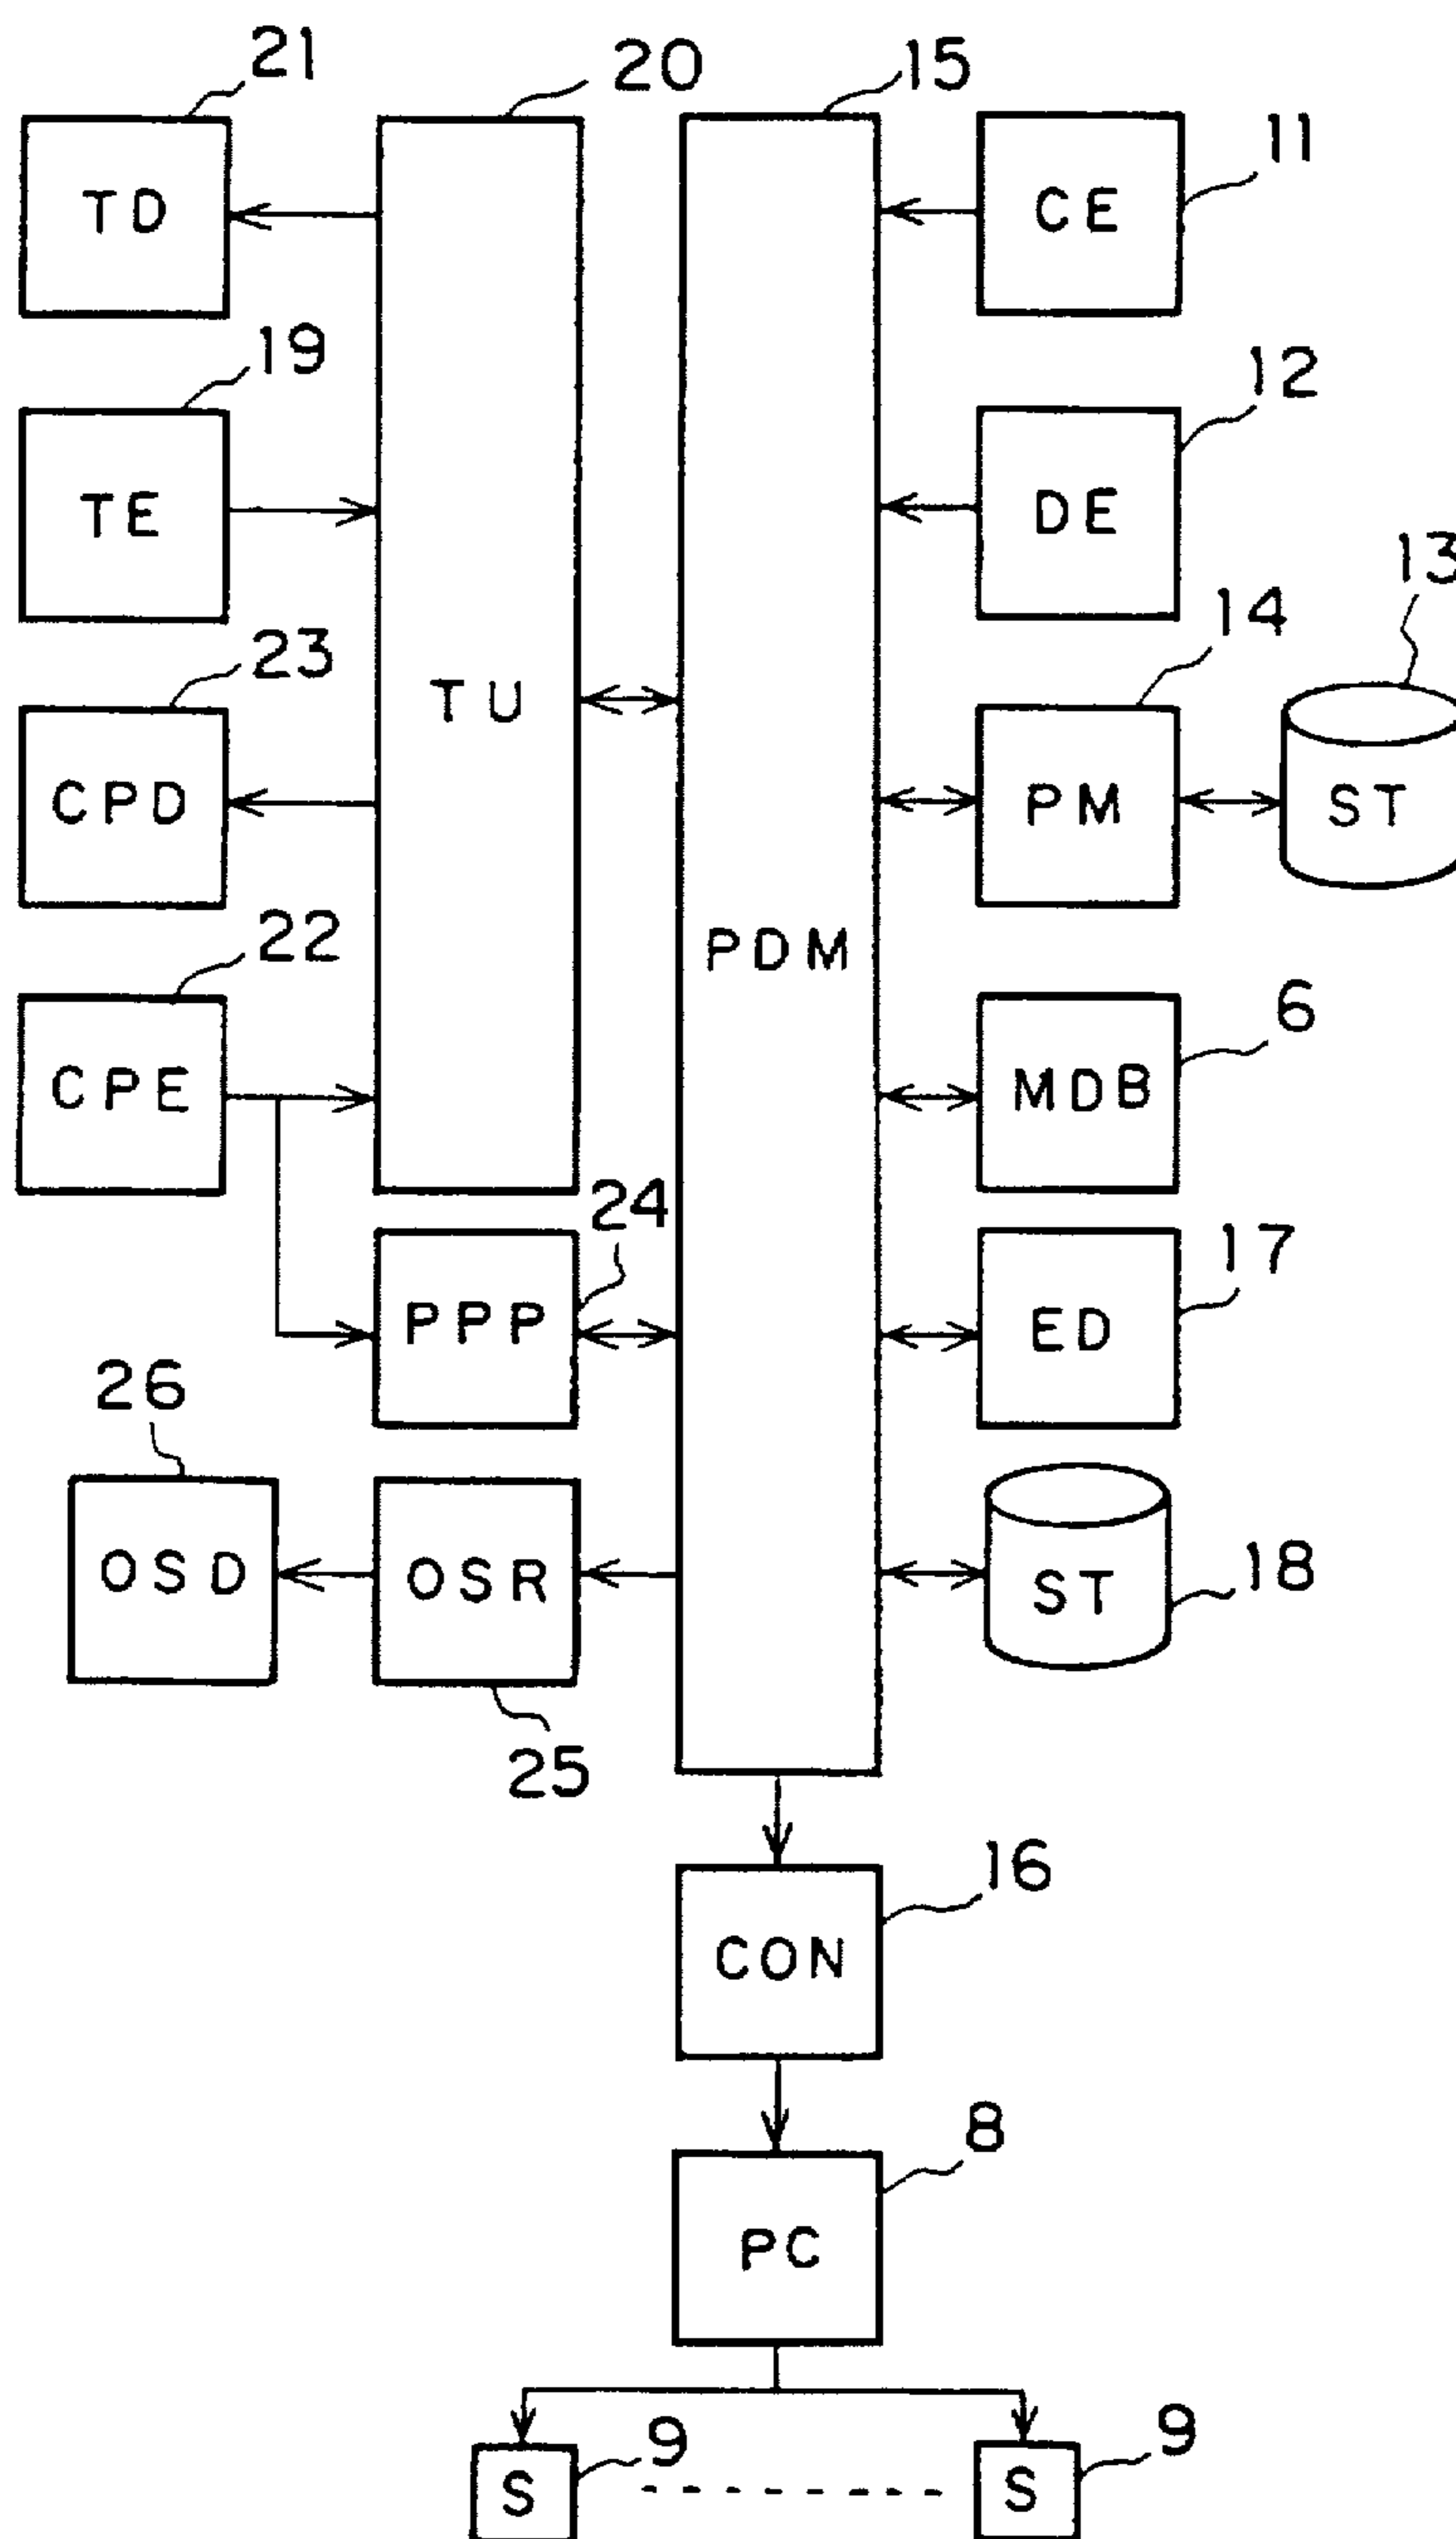 21
20
15
11
TD
CE
19
12
TE
DE
13
14
23
TU
CPD
PM
ST
22
PDM
6
CPE
MDB
24
17
PPP
ED
26
OSD
OSR
ST
18
25
16
CON
8
PC
9
9
S
S